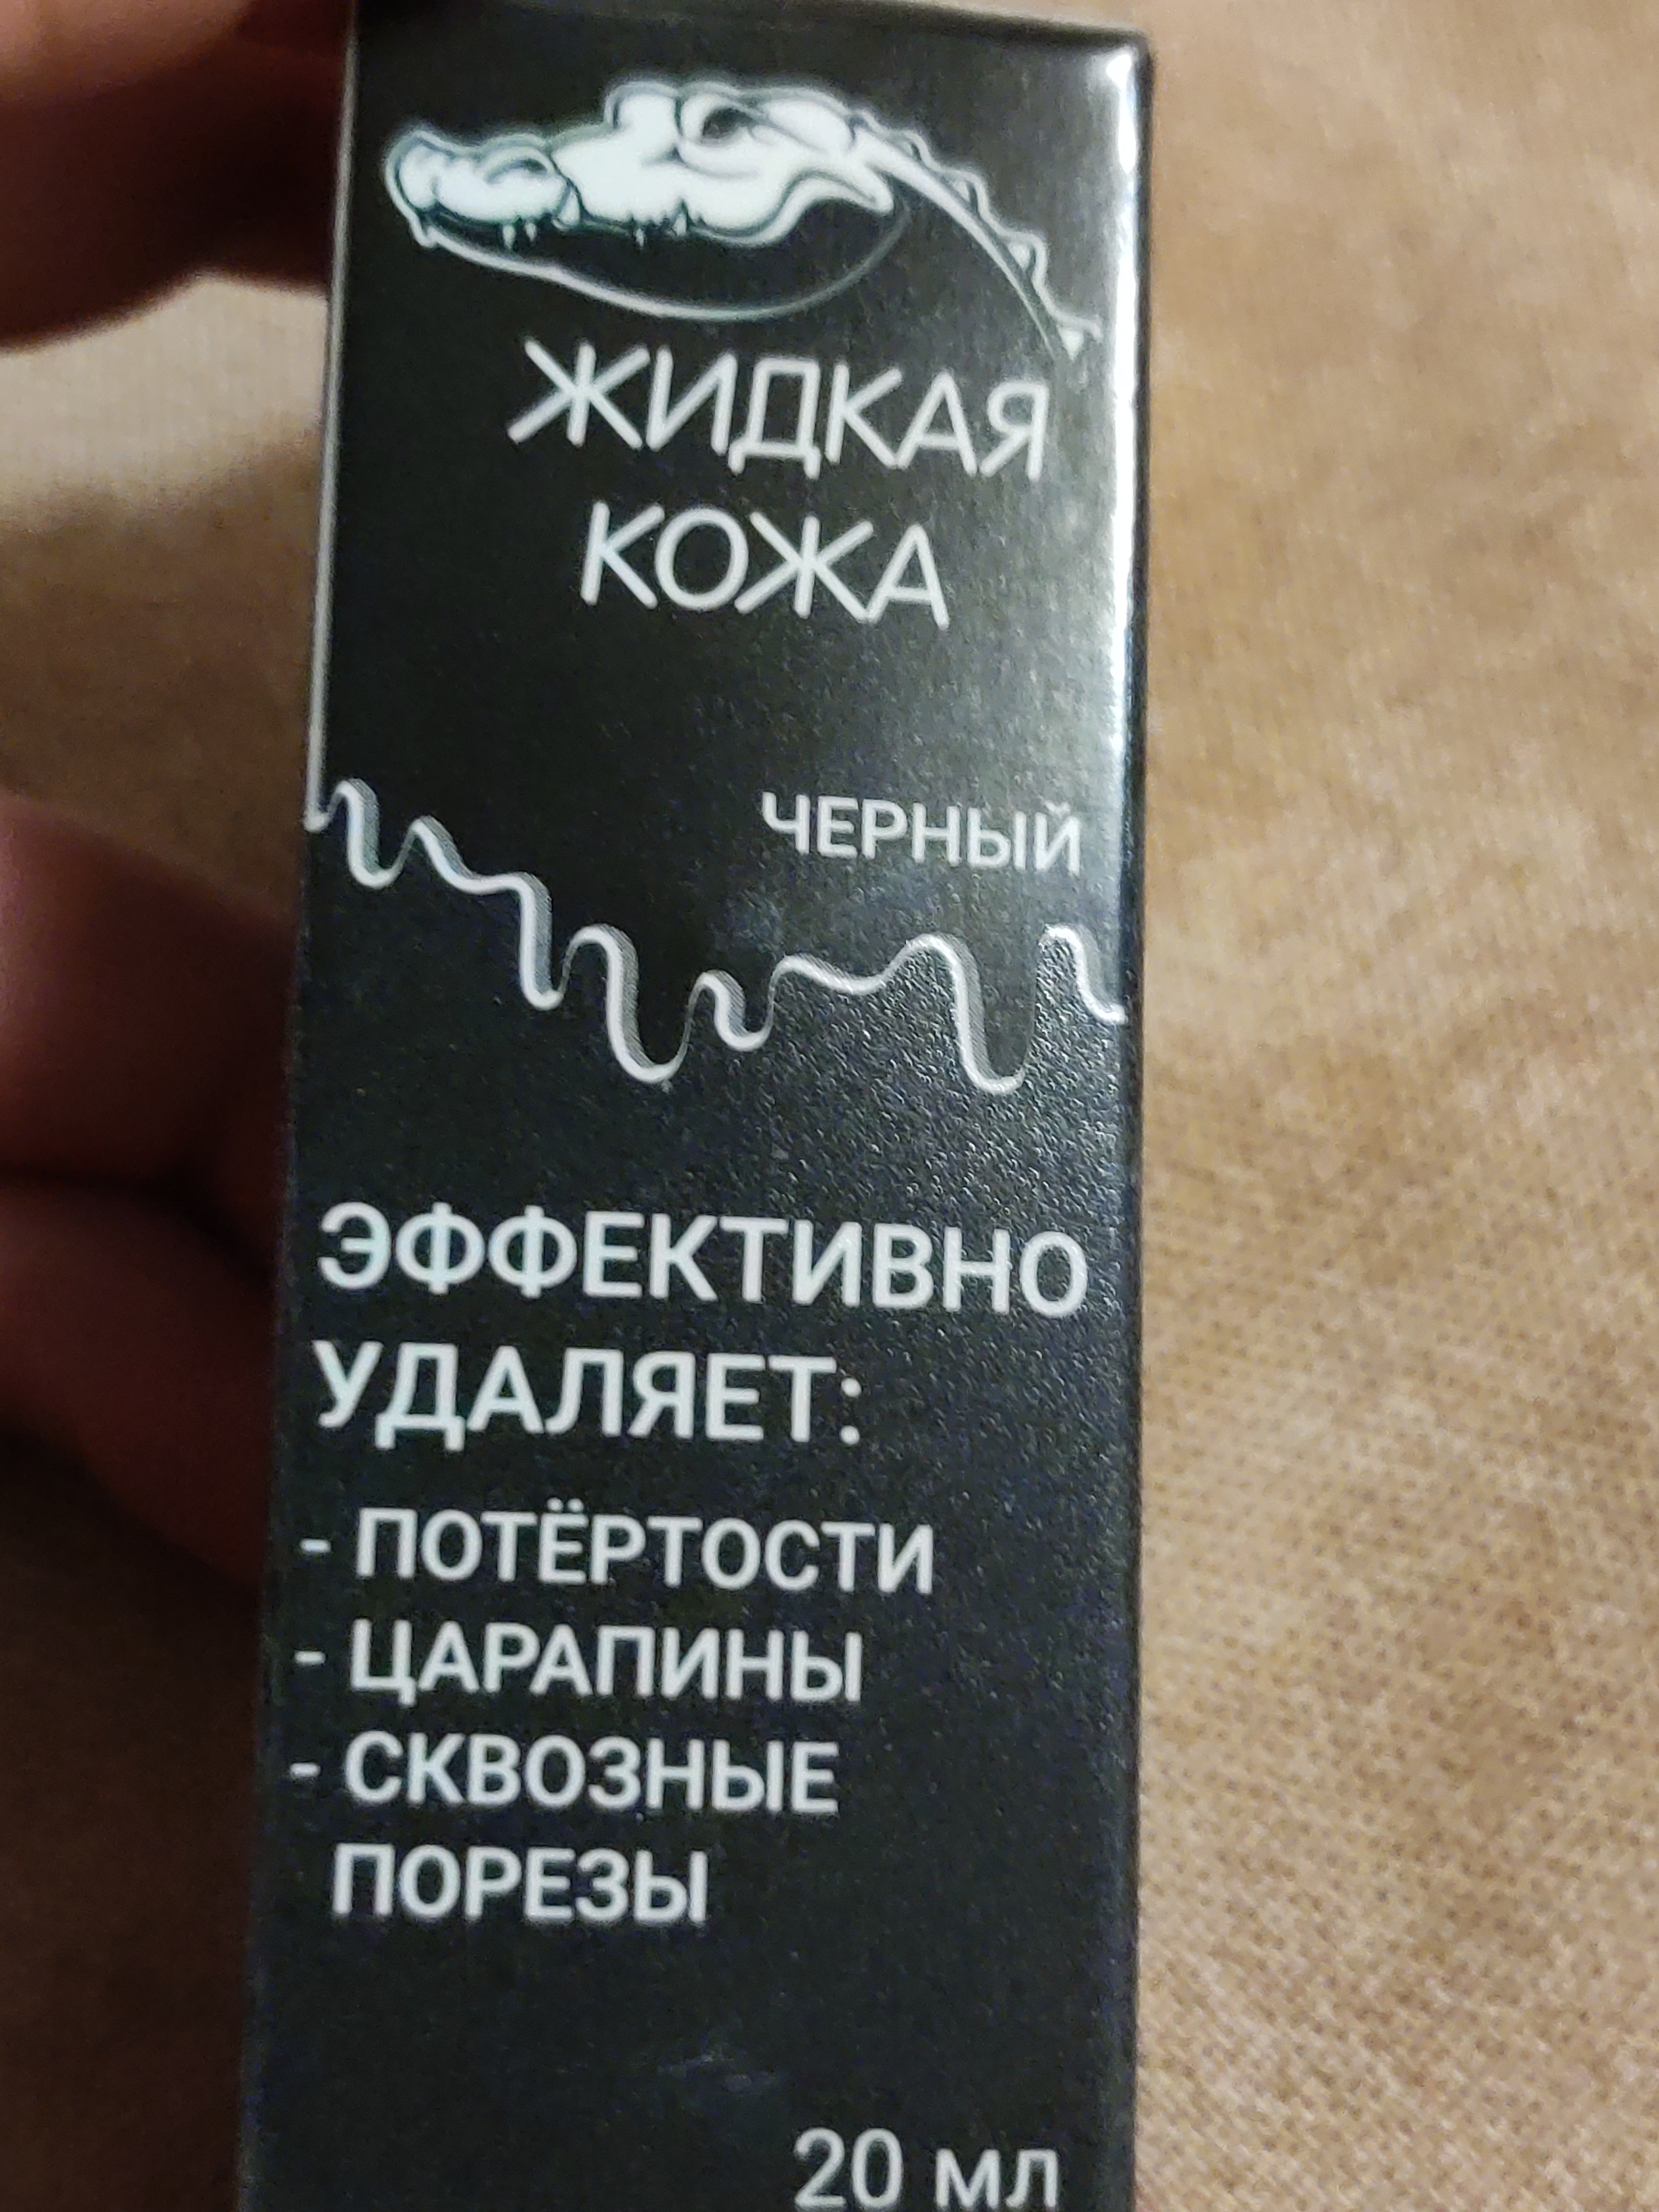 ЖИДКАЯ
КОЖА
ЧЕРНЫЙ
ЭФФЕКТИВНО
УДАЛЯЕТ:
- ПОТЁРТОСТИ
- ЦАРАПИНЫ
- СКВОЗНЫЕ
ПОРЕЗЫ
20 мл